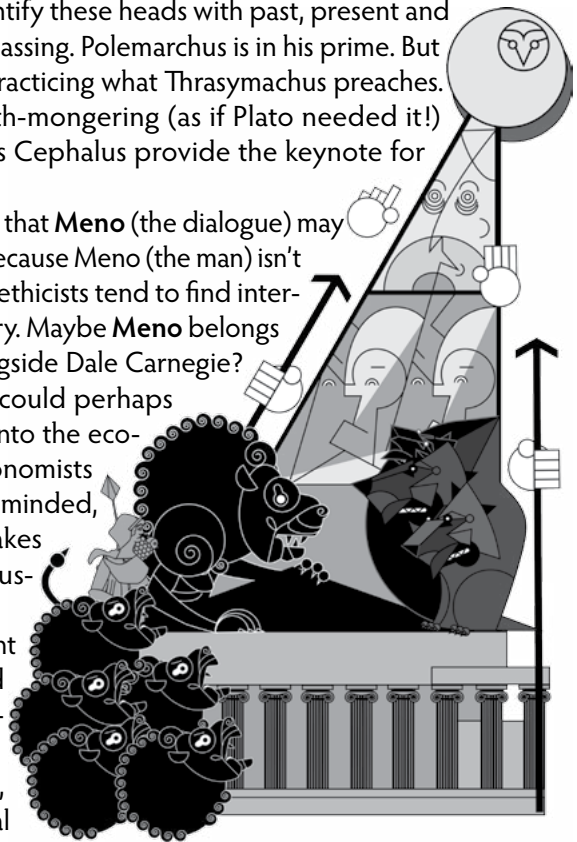 ntify these heads with past, present and
assing. Polemarchus is in his prime. But
racticing what Thrasymachus preaches.
th-mongering (as if Plato needed it!)
s Cephalus provide the keynote for
that Meno (the dialogue) may
ecause Meno (the man) isn't
ethicists tend to find inter-
ry. Maybe Meno belongs
gside Dale Carnegie?
could perhaps
nto the eco-
onomists
minded,
akes
us-
nt
d
-
,
al